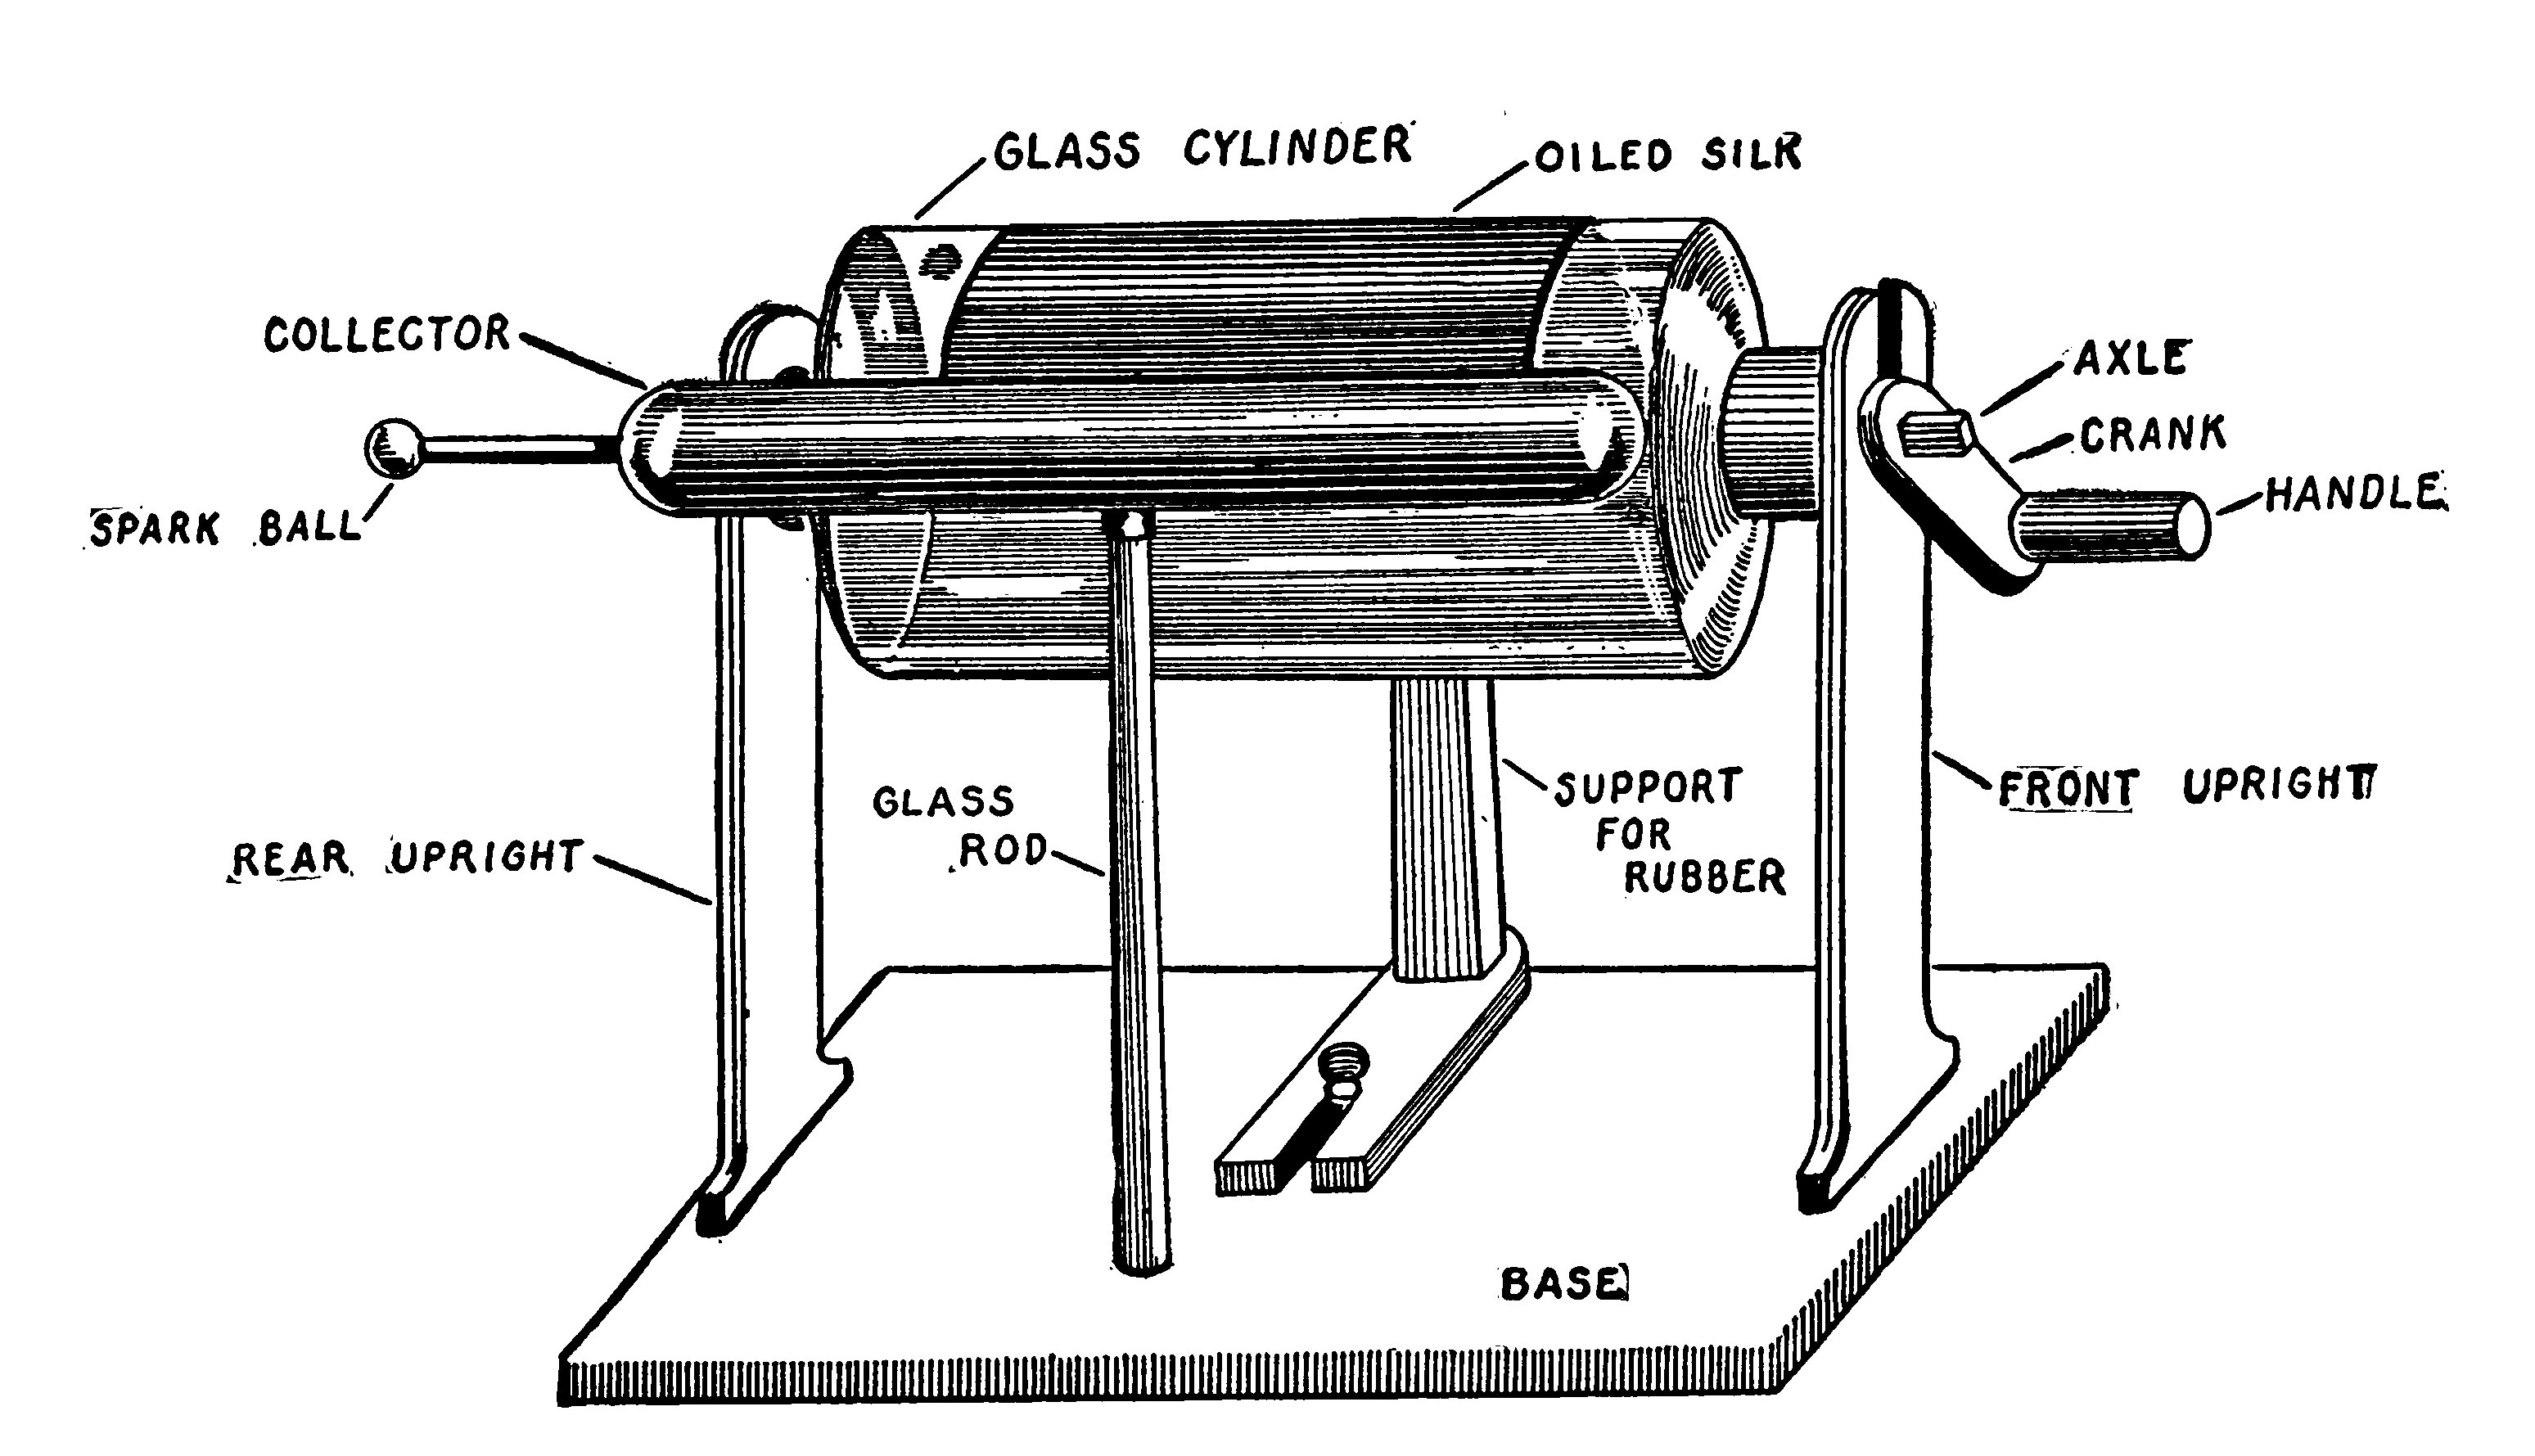 GLASS CYLINDER
OILED SILK
COLLECTOR
AXLE
CRANK
HANDLE
SPARK BALL
SUPPORT
FOR
RUBBER
FRONT UPRIGHT
GLASS
ROD
REAR UPRIGHT
BASE